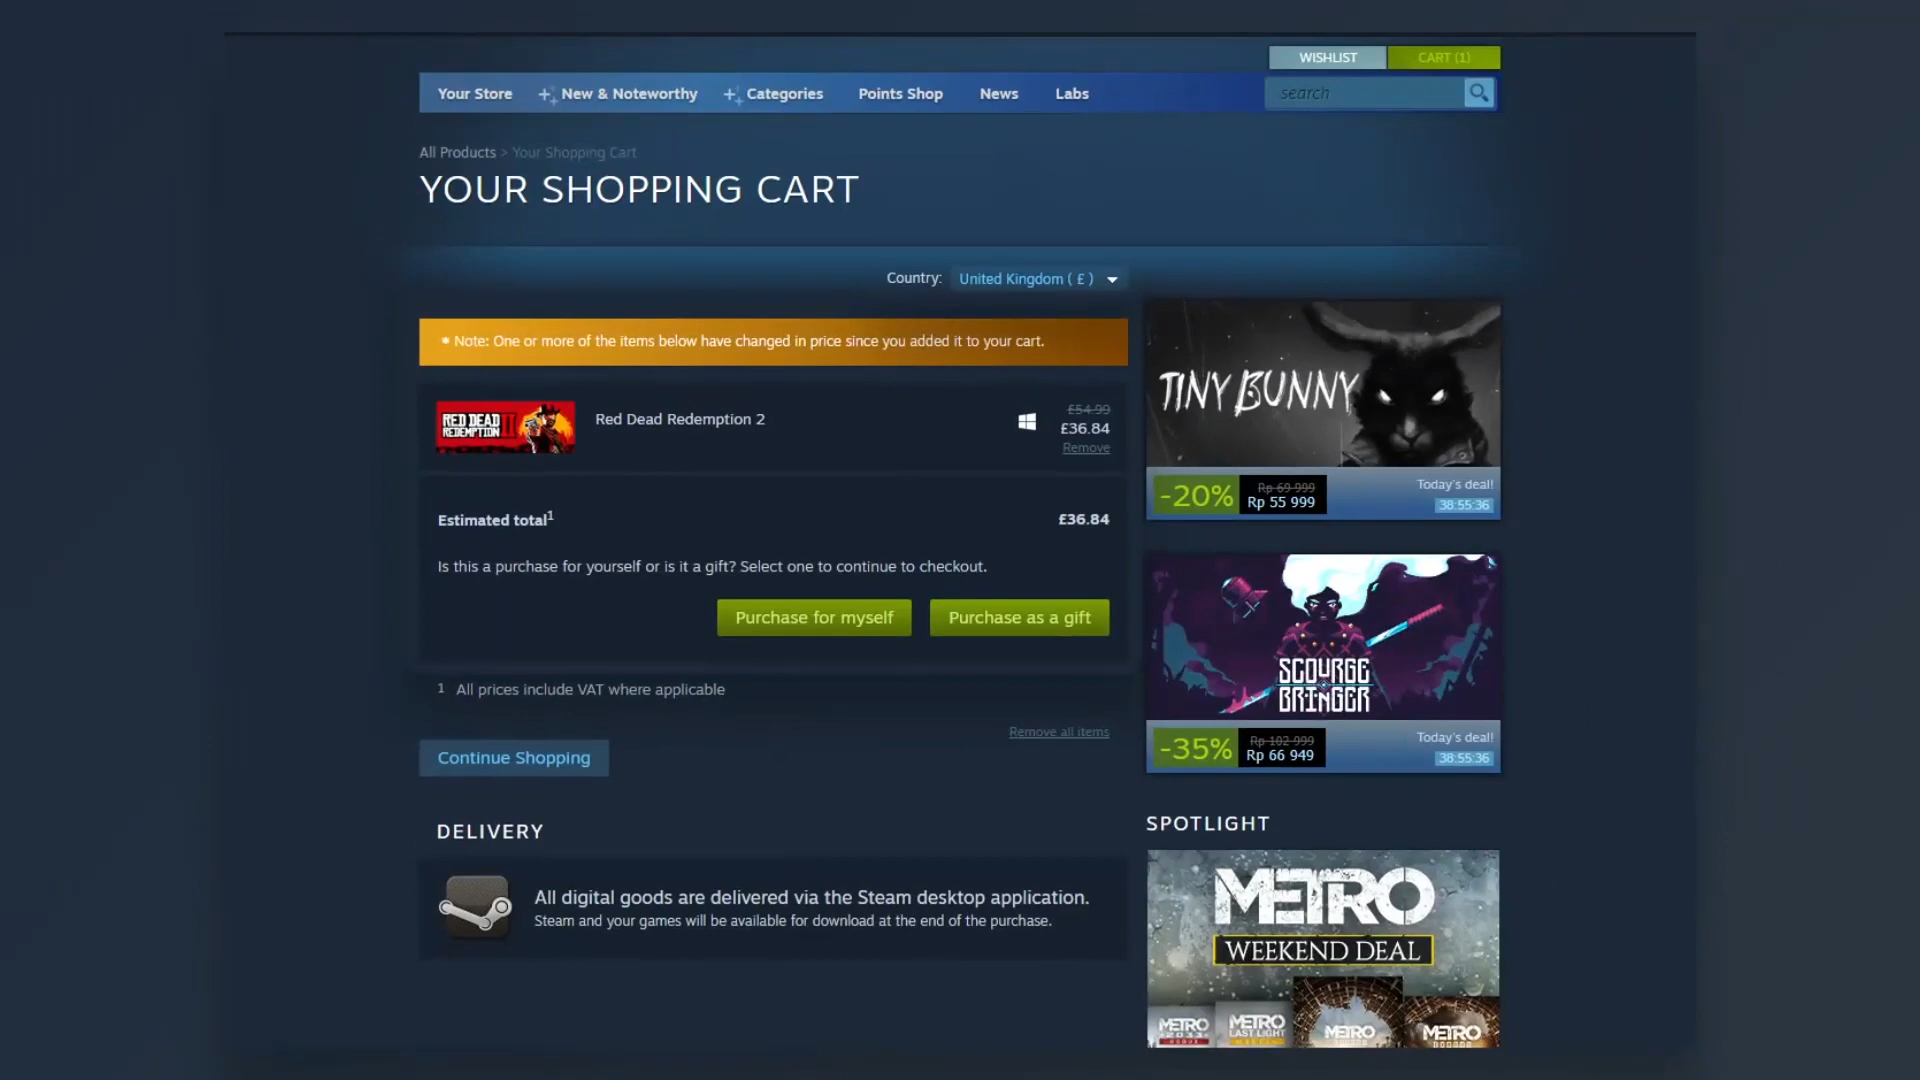 WISHLIST
CART (1)
Your Store
New & Noteworthy
Categories
Points Shop
News
Labs
search
All Products > Your Shopping Cart
YOUR SHOPPING CART
Country:
United Kingdom ( £ )
Note: One or more of the items below have changed in price since you added it to your cart.
RED DEAD
REDEMPTION II
Red Dead Redemption 2
£54.99
£36.84
Remove
Estimated total1
£36.84
Is this a purchase for yourself or is it a gift? Select one to continue to checkout.
Purchase for myself
Purchase as a gift
1 All prices include VAT where applicable
Remove all items
Continue Shopping
DELIVERY
All digital goods are delivered via the Steam desktop application.
Steam and your games will be available for download at the end of the purchase.
TINY BUNNY
-20%
Rp 69 999
Rp 55 999
Today's deal!
38:55:36
SCOURGE
BRINGER
-35%
Rp 102 999
Rp 66 949
Today's deal!
38:55:36
SPOTLIGHT
METRO
WEEKEND DEAL
METRO
2033
REDUX
METRO
LAST LIGHT
METRO
METRO